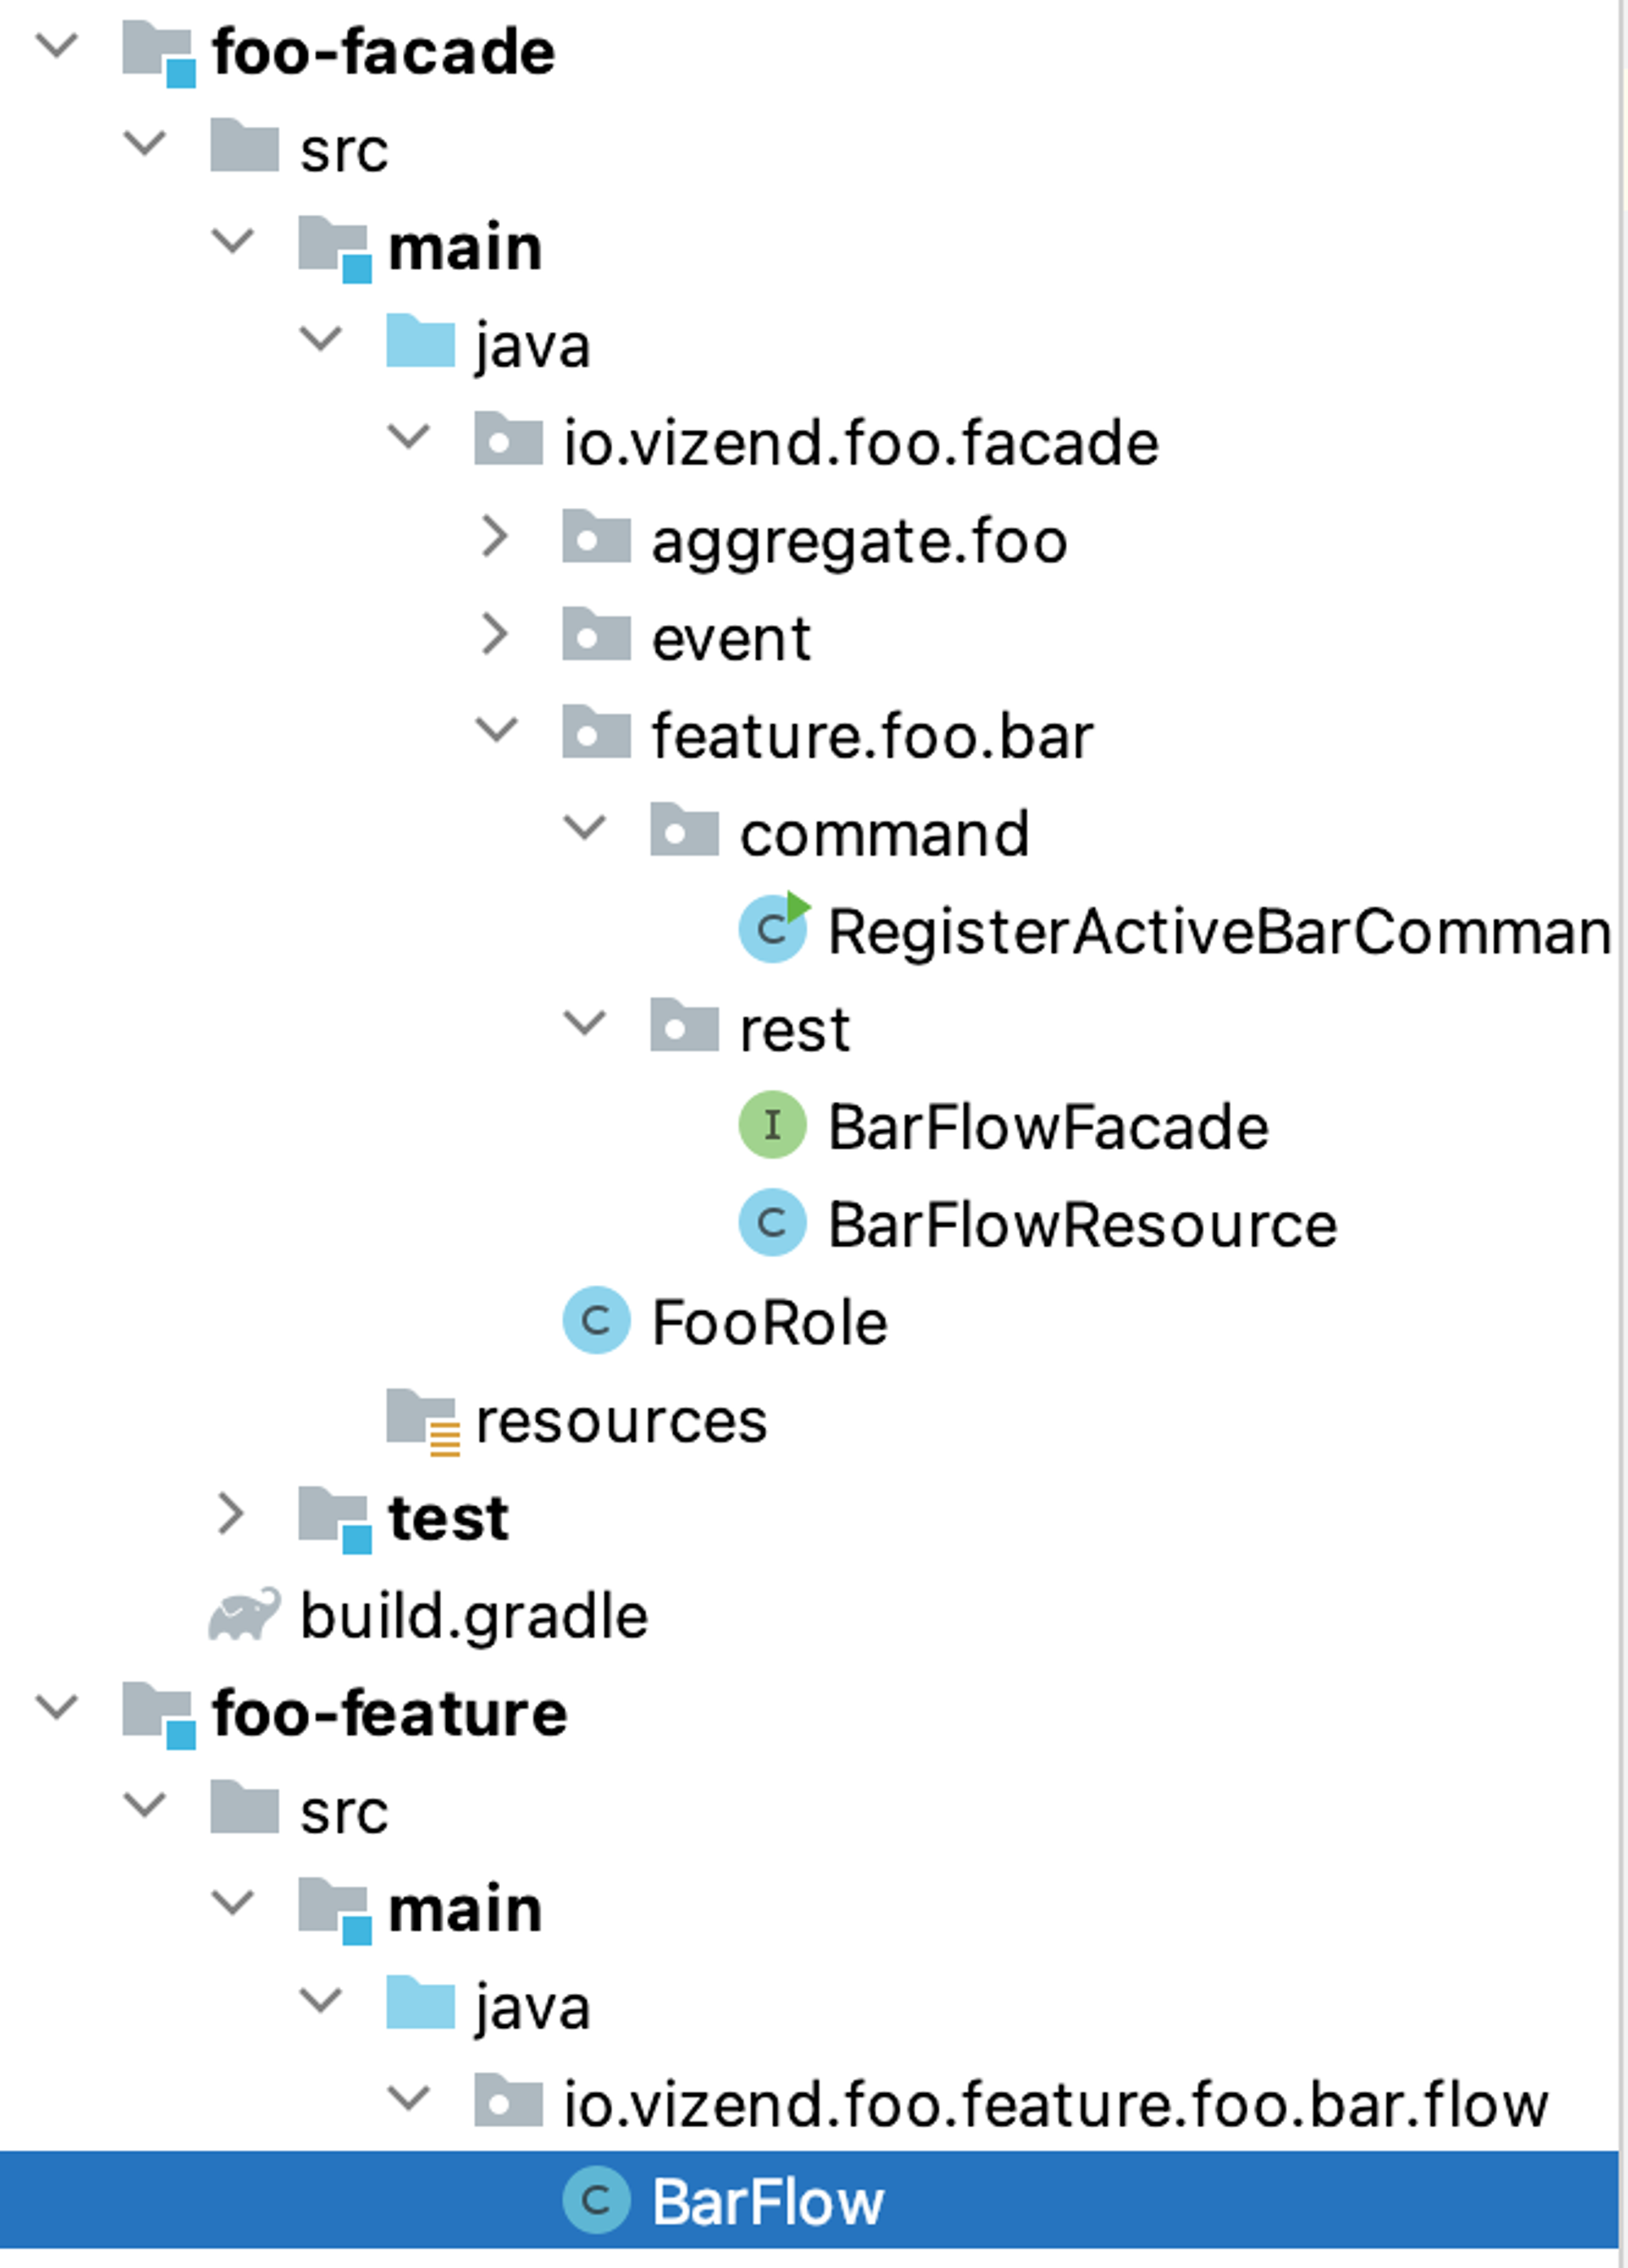 foo-facade
src
main
java
io.vizend.foo.facade
aggregate.foo
event
feature.foo.bar
command
C RegisterActiveBarComman
rest
I BarFlowFacade
C BarFlowResource
C FooRole
resources
test
build.gradle
foo-feature
src
main
java
io.vizend.foo.feature.foo.bar.flow
C BarFlow